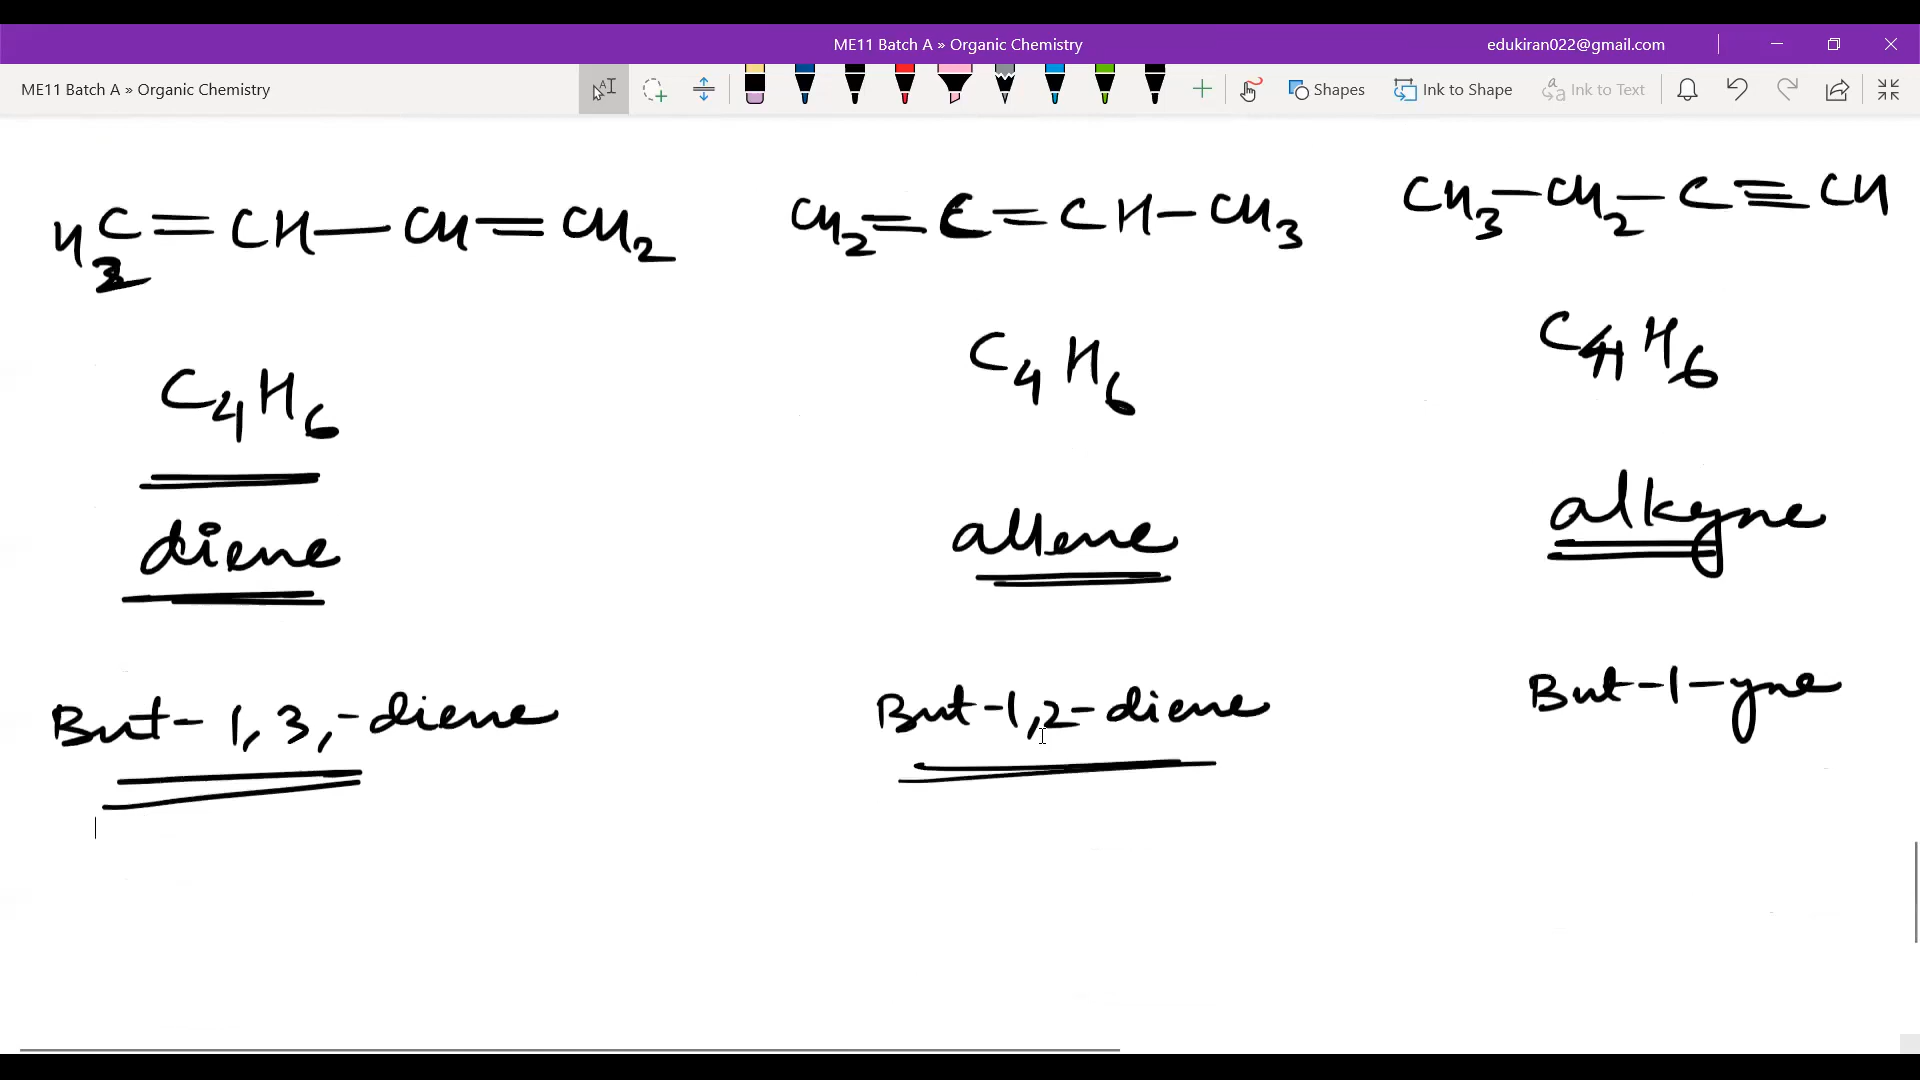 ME11 Batch A » Organic Chemistry
edukiran022@gmail.com
ME11 Batch A » Organic Chemistry
Shapes
Ink to Shape
Ink to Text
H₂C=CH—CH=CH₂
CH₂=C=CH—CH₃
CH₃—CH₂—C≡CH
C₄H₆
C₄H₆
C₄H₆
diene
allene
alkyne
But-1,3,-diene
But-1,2-diene
But-1-yne